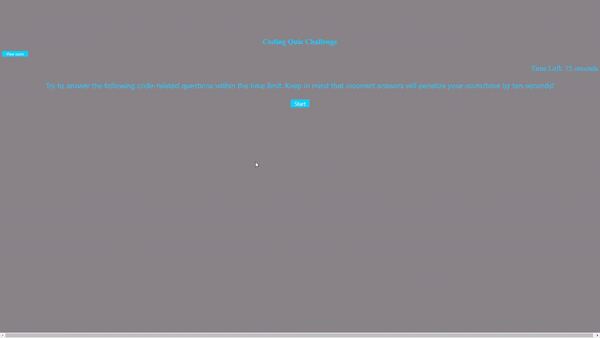 Coding Quiz Challenge
View score
Time Left: 75 seconds
Try to answer the following code-related questions within the time limit. Keep in mind that incorrect answers will penalize your score/time by ten seconds!
Start